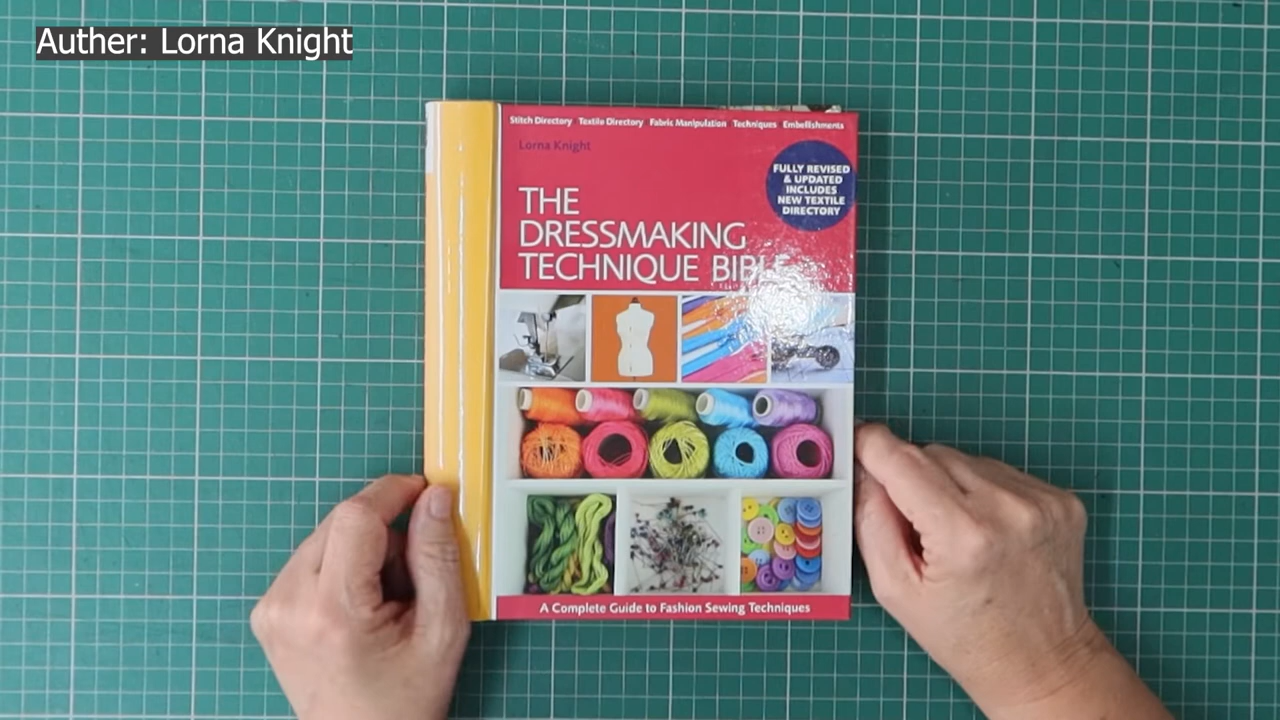 Auther: Lorna Knight
Stitch Directory Textile Directory Fabric Manipulation Techniques Embellishments
Lorna Knight
FULLY REVISED
& UPDATED
INCLUDES
NEW TEXTILE
DIRECTORY
THE
DRESSMAKING
TECHNIQUE BIBLE
A Complete Guide to Fashion Sewing Techniques